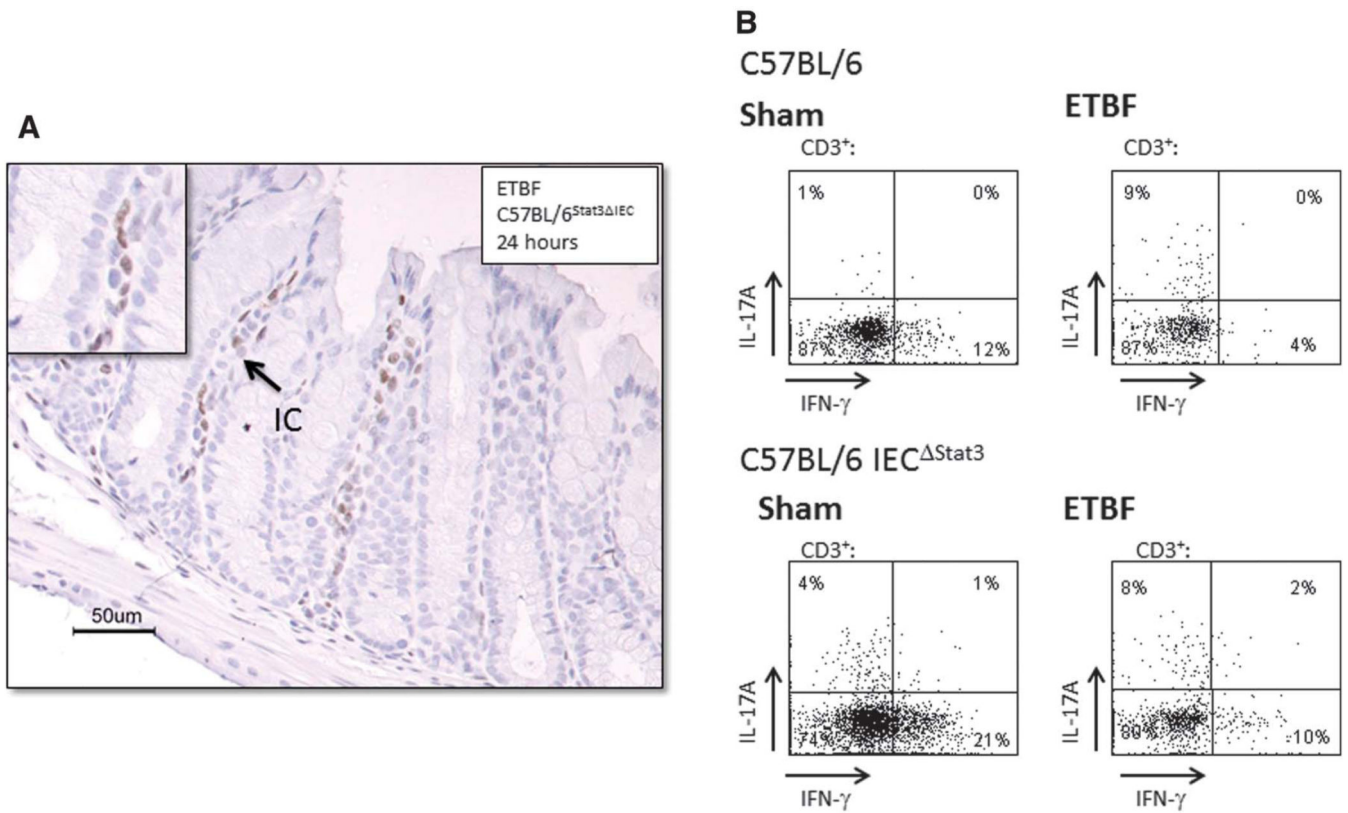 A
ETBF
C57BL/6Stat3ΔIEC
24 hours
IC
50um
B
C57BL/6
Sham
CD3+:
1%
0%
87%
12%
IL-17A
IFN-γ
ETBF
CD3+:
9%
0%
87%
4%
IL-17A
IFN-γ
C57BL/6 IECΔStat3
Sham
CD3+:
4%
1%
74%
21%
IL-17A
IFN-γ
ETBF
CD3+:
8%
2%
80%
10%
IL-17A
IFN-γ